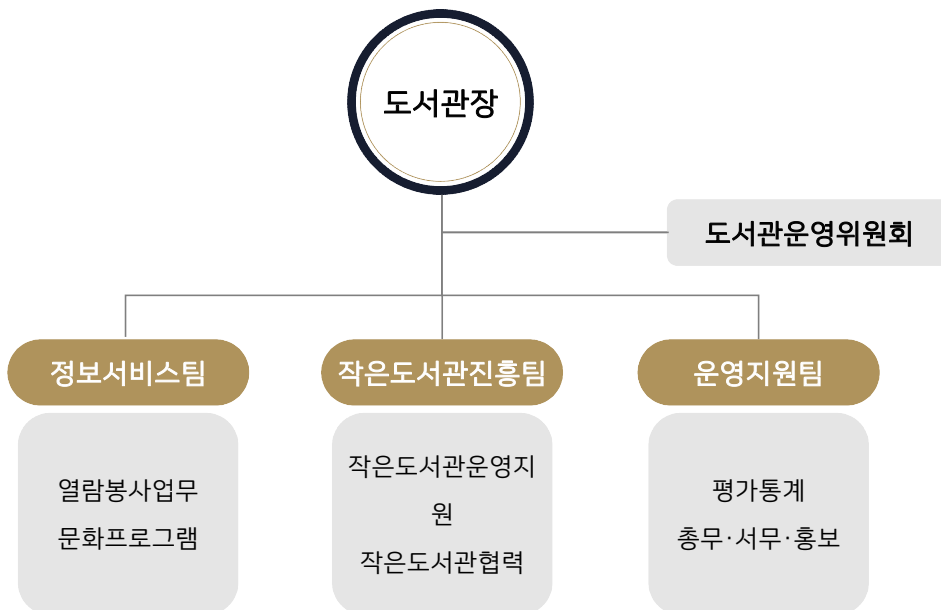 도서관장
도서관운영위원회
정보서비스팀
작은도서관진흥팀
운영지원팀
열람봉사업무
문화프로그램
작은도서관운영지
원
작은도서관협력
평가통계
총무·서무·홍보